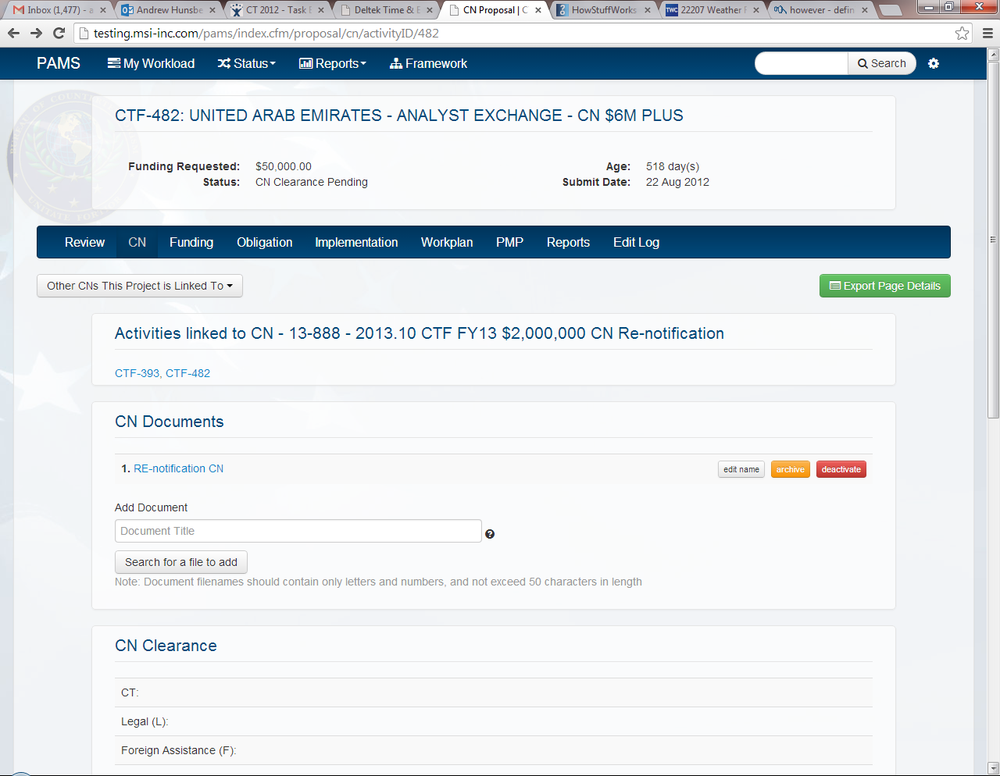 Inbox (1,477) - a
Andrew Hunsbe
CT 2012 - Task
Deltek Time & E
CN Proposal | C
HowStuffWorks
22207 Weather F
however - defin
testing.msi-inc.com/pams/index.cfm/proposal/cn/activityID/482
PAMS My Workload Status Reports Framework Search
CTF-482: UNITED ARAB EMIRATES - ANALYST EXCHANGE - CN $6M PLUS
Funding Requested: $50,000.00 Age: 518 day(s)
Status: CN Clearance Pending Submit Date: 22 Aug 2012
Review CN Funding Obligation Implementation Workplan PMP Reports Edit Log
Other CNs This Project is Linked To Export Page Details
Activities linked to CN - 13-888 - 2013.10 CTF FY13 $2,000,000 CN Re-notification
CTF-393, CTF-482
CN Documents
1. RE-notification CN edit name archive deactivate
Add Document
Document Title
Search for a file to add
Note: Document filenames should contain only letters and numbers, and not exceed 50 characters in length
CN Clearance
CT:
Legal (L):
Foreign Assistance (F):